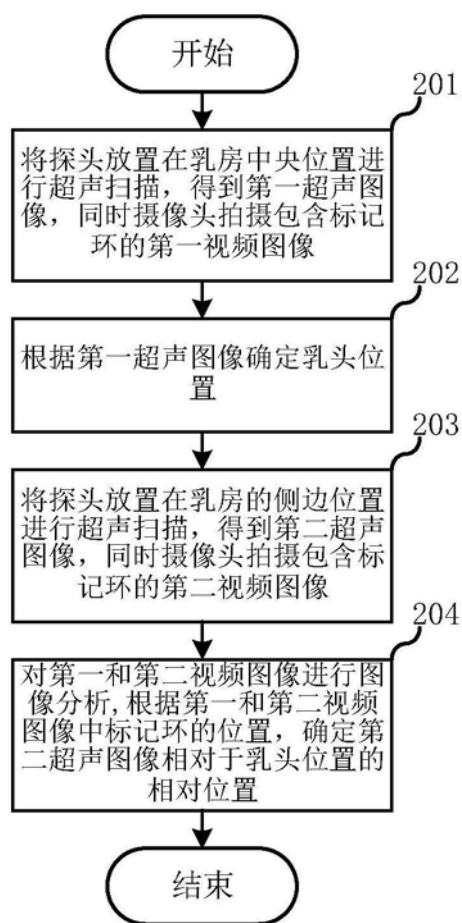 开始
201
将探头放置在乳房中央位置进
行超声扫描，得到第一超声图
像，同时摄像头拍摄包含标记
环的第一视频图像
202
根据第一超声图像确定乳头位
置
203
将探头放置在乳房的侧边位置
进行超声扫描，得到第二超声
图像，同时摄像头拍摄包含标
记环的第二视频图像
204
对第一和第二视频图像进行图
像分析,根据第一和第二视频
图像中标记环的位置，确定第
二超声图像相对于乳头位置的
相对位置
结束